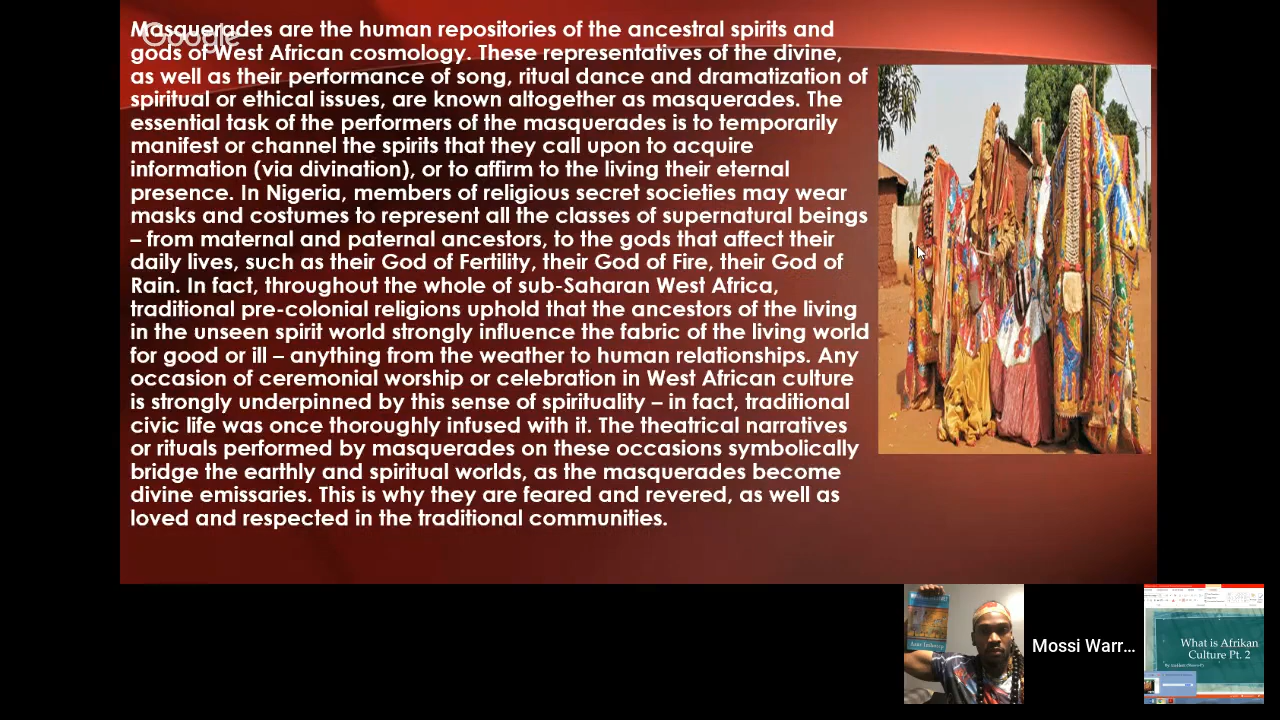 Masquerades are the human repositories of the ancestral spirits and
Google
gods of West African cosmology. These representatives of the divine,
as well as their performance of song, ritual dance and dramatization of
spiritual or ethical issues, are known altogether as masquerades. The
essential task of the performers of the masquerades is to temporarily
manifest or channel the spirits that they call upon to acquire
information (via divination), or to affirm to the living their eternal
presence. In Nigeria, members of religious secret societies may wear
masks and costumes to represent all the classes of supernatural beings
– from maternal and paternal ancestors, to the gods that affect their
daily lives, such as their God of Fertility, their God of Fire, their God of
Rain. In fact, throughout the whole of sub-Saharan West Africa,
traditional pre-colonial religions uphold that the ancestors of the living
in the unseen spirit world strongly influence the fabric of the living world
for good or ill – anything from the weather to human relationships. Any
occasion of ceremonial worship or celebration in West African culture
is strongly underpinned by this sense of spirituality – in fact, traditional
civic life was once thoroughly infused with it. The theatrical narratives
or rituals performed by masquerades on these occasions symbolically
bridge the earthly and spiritual worlds, as the masquerades become
divine emissaries. This is why they are feared and revered, as well as
loved and respected in the traditional communities.
Mossi Warr...
What is Afrikan
Culture Pt. 2